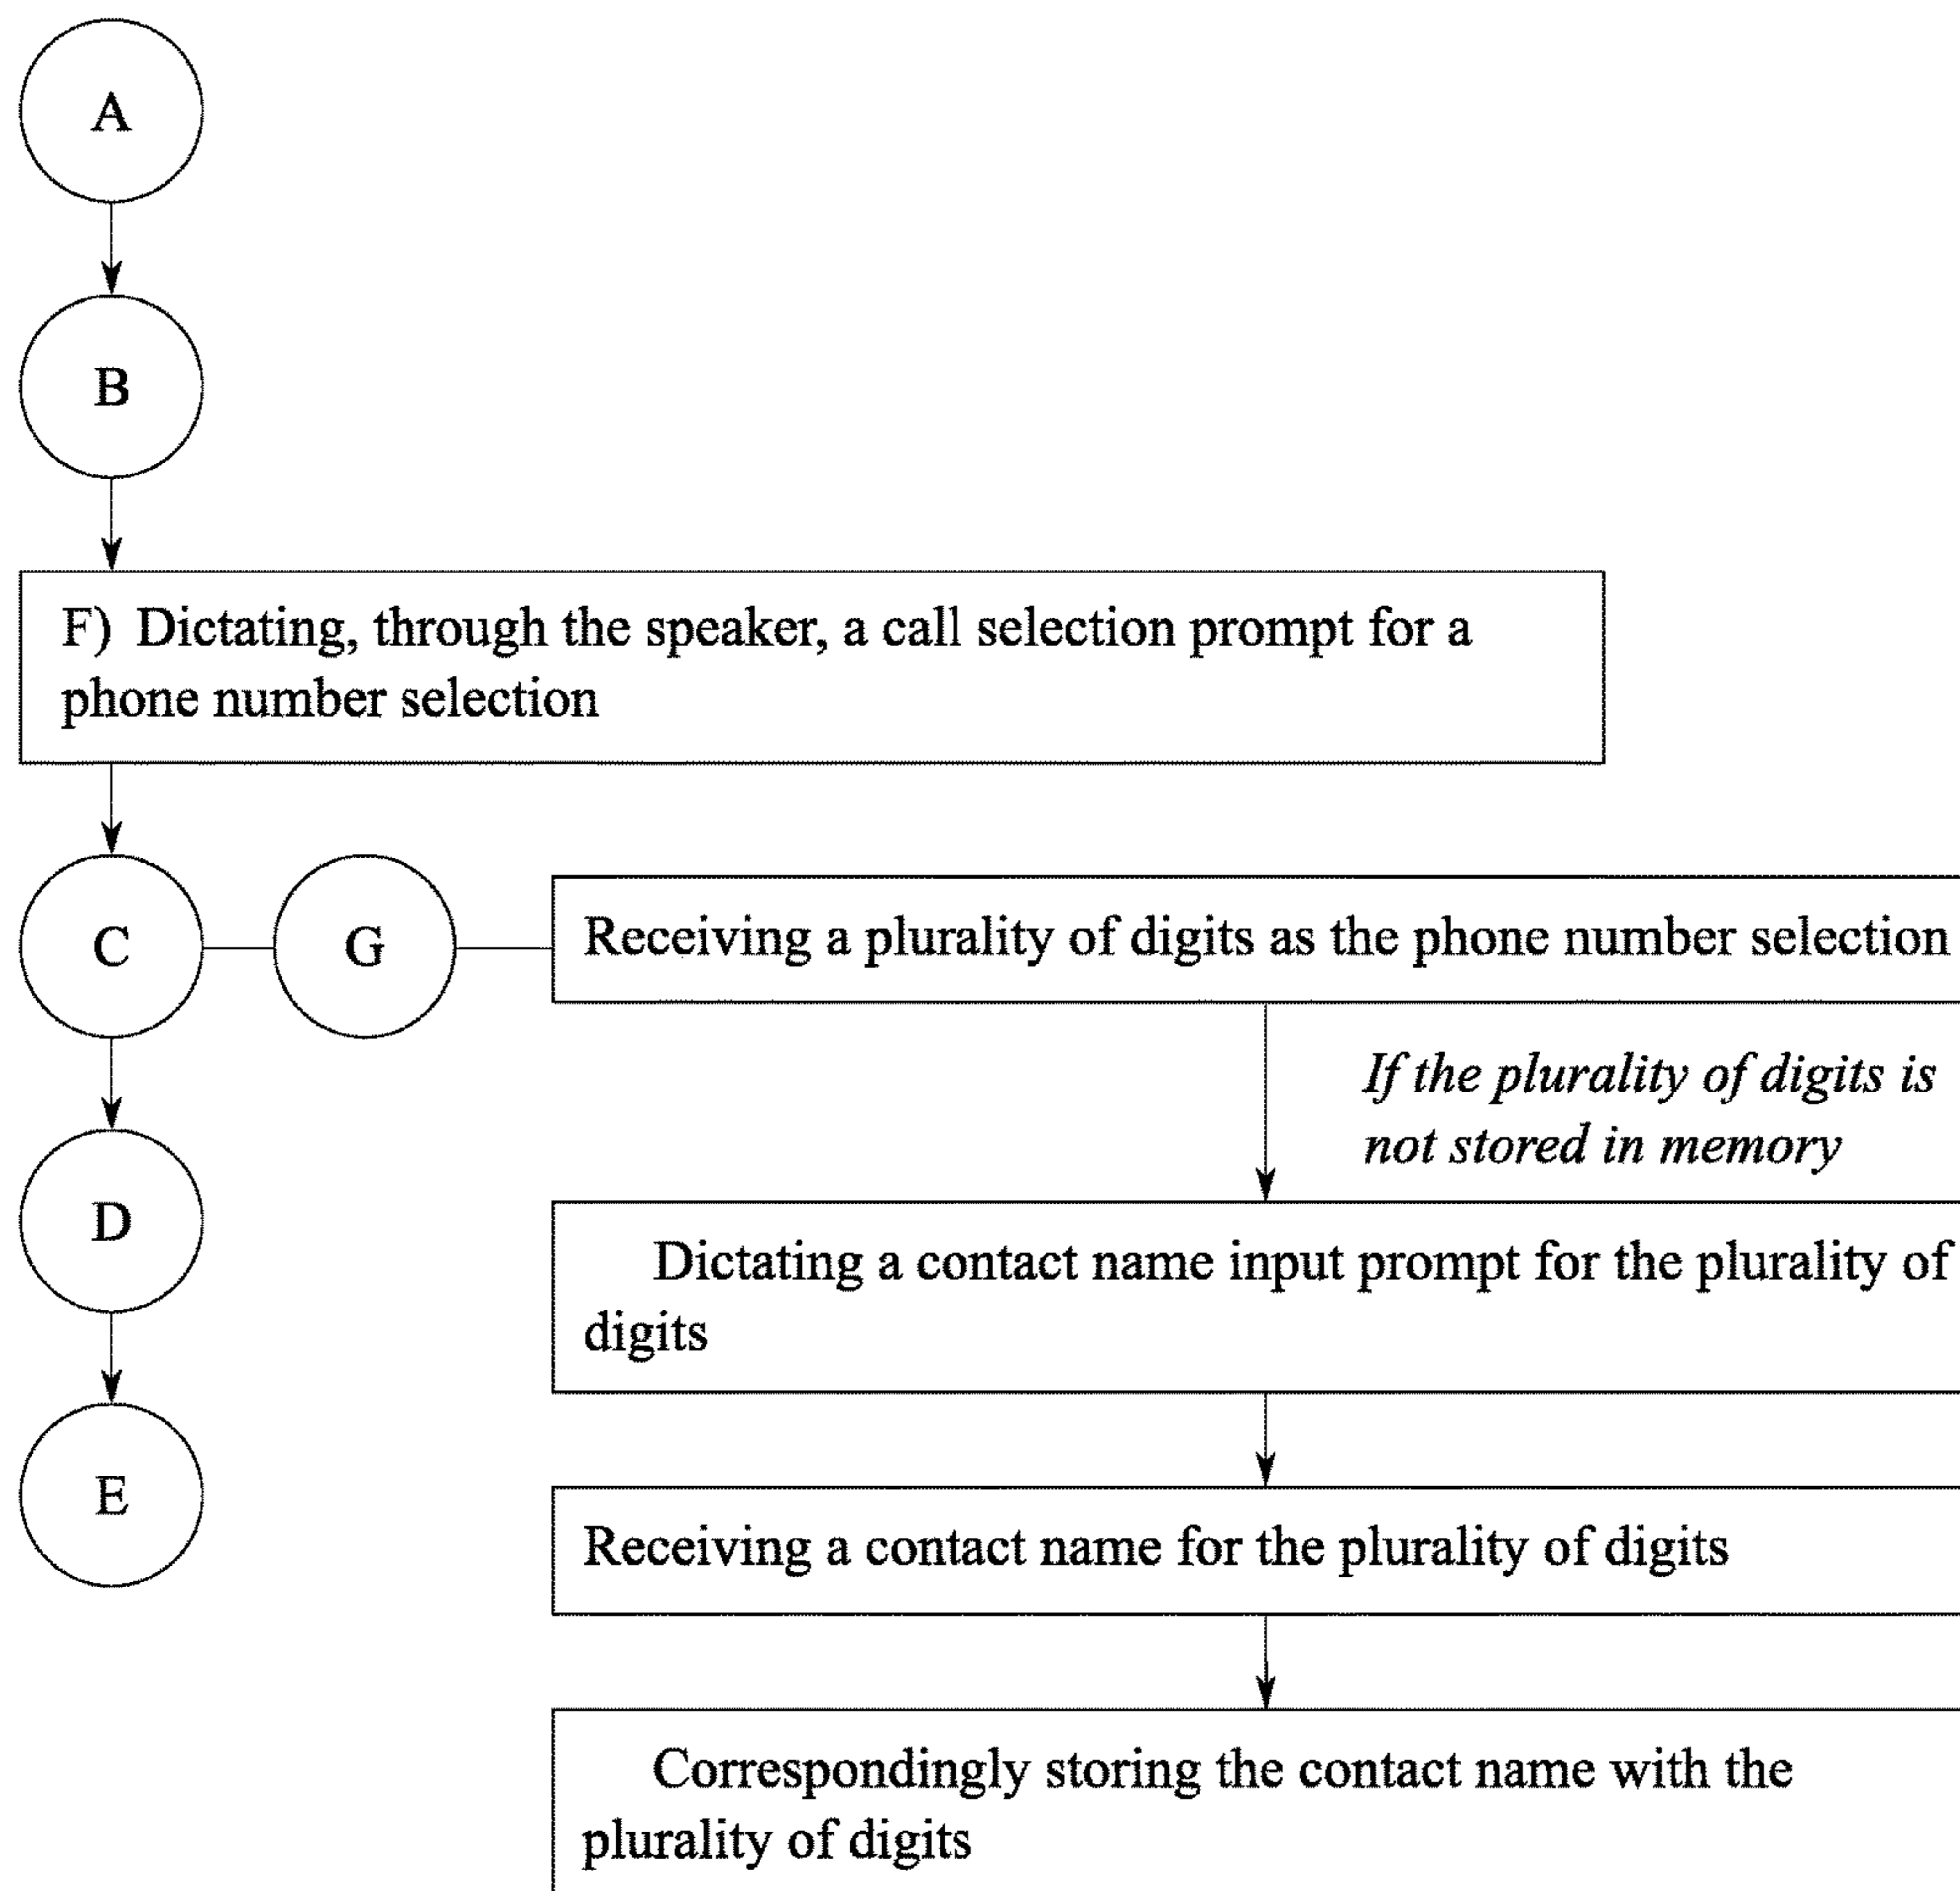 A
B
F) Dictating, through the speaker, a call selection prompt for a
phone number selection
C
G
Receiving a plurality of digits as the phone number selection
If the plurality of digits is
not stored in memory
D
Dictating a contact name input prompt for the plurality of
digits
E
Receiving a contact name for the plurality of digits
Correspondingly storing the contact name with the
plurality of digits